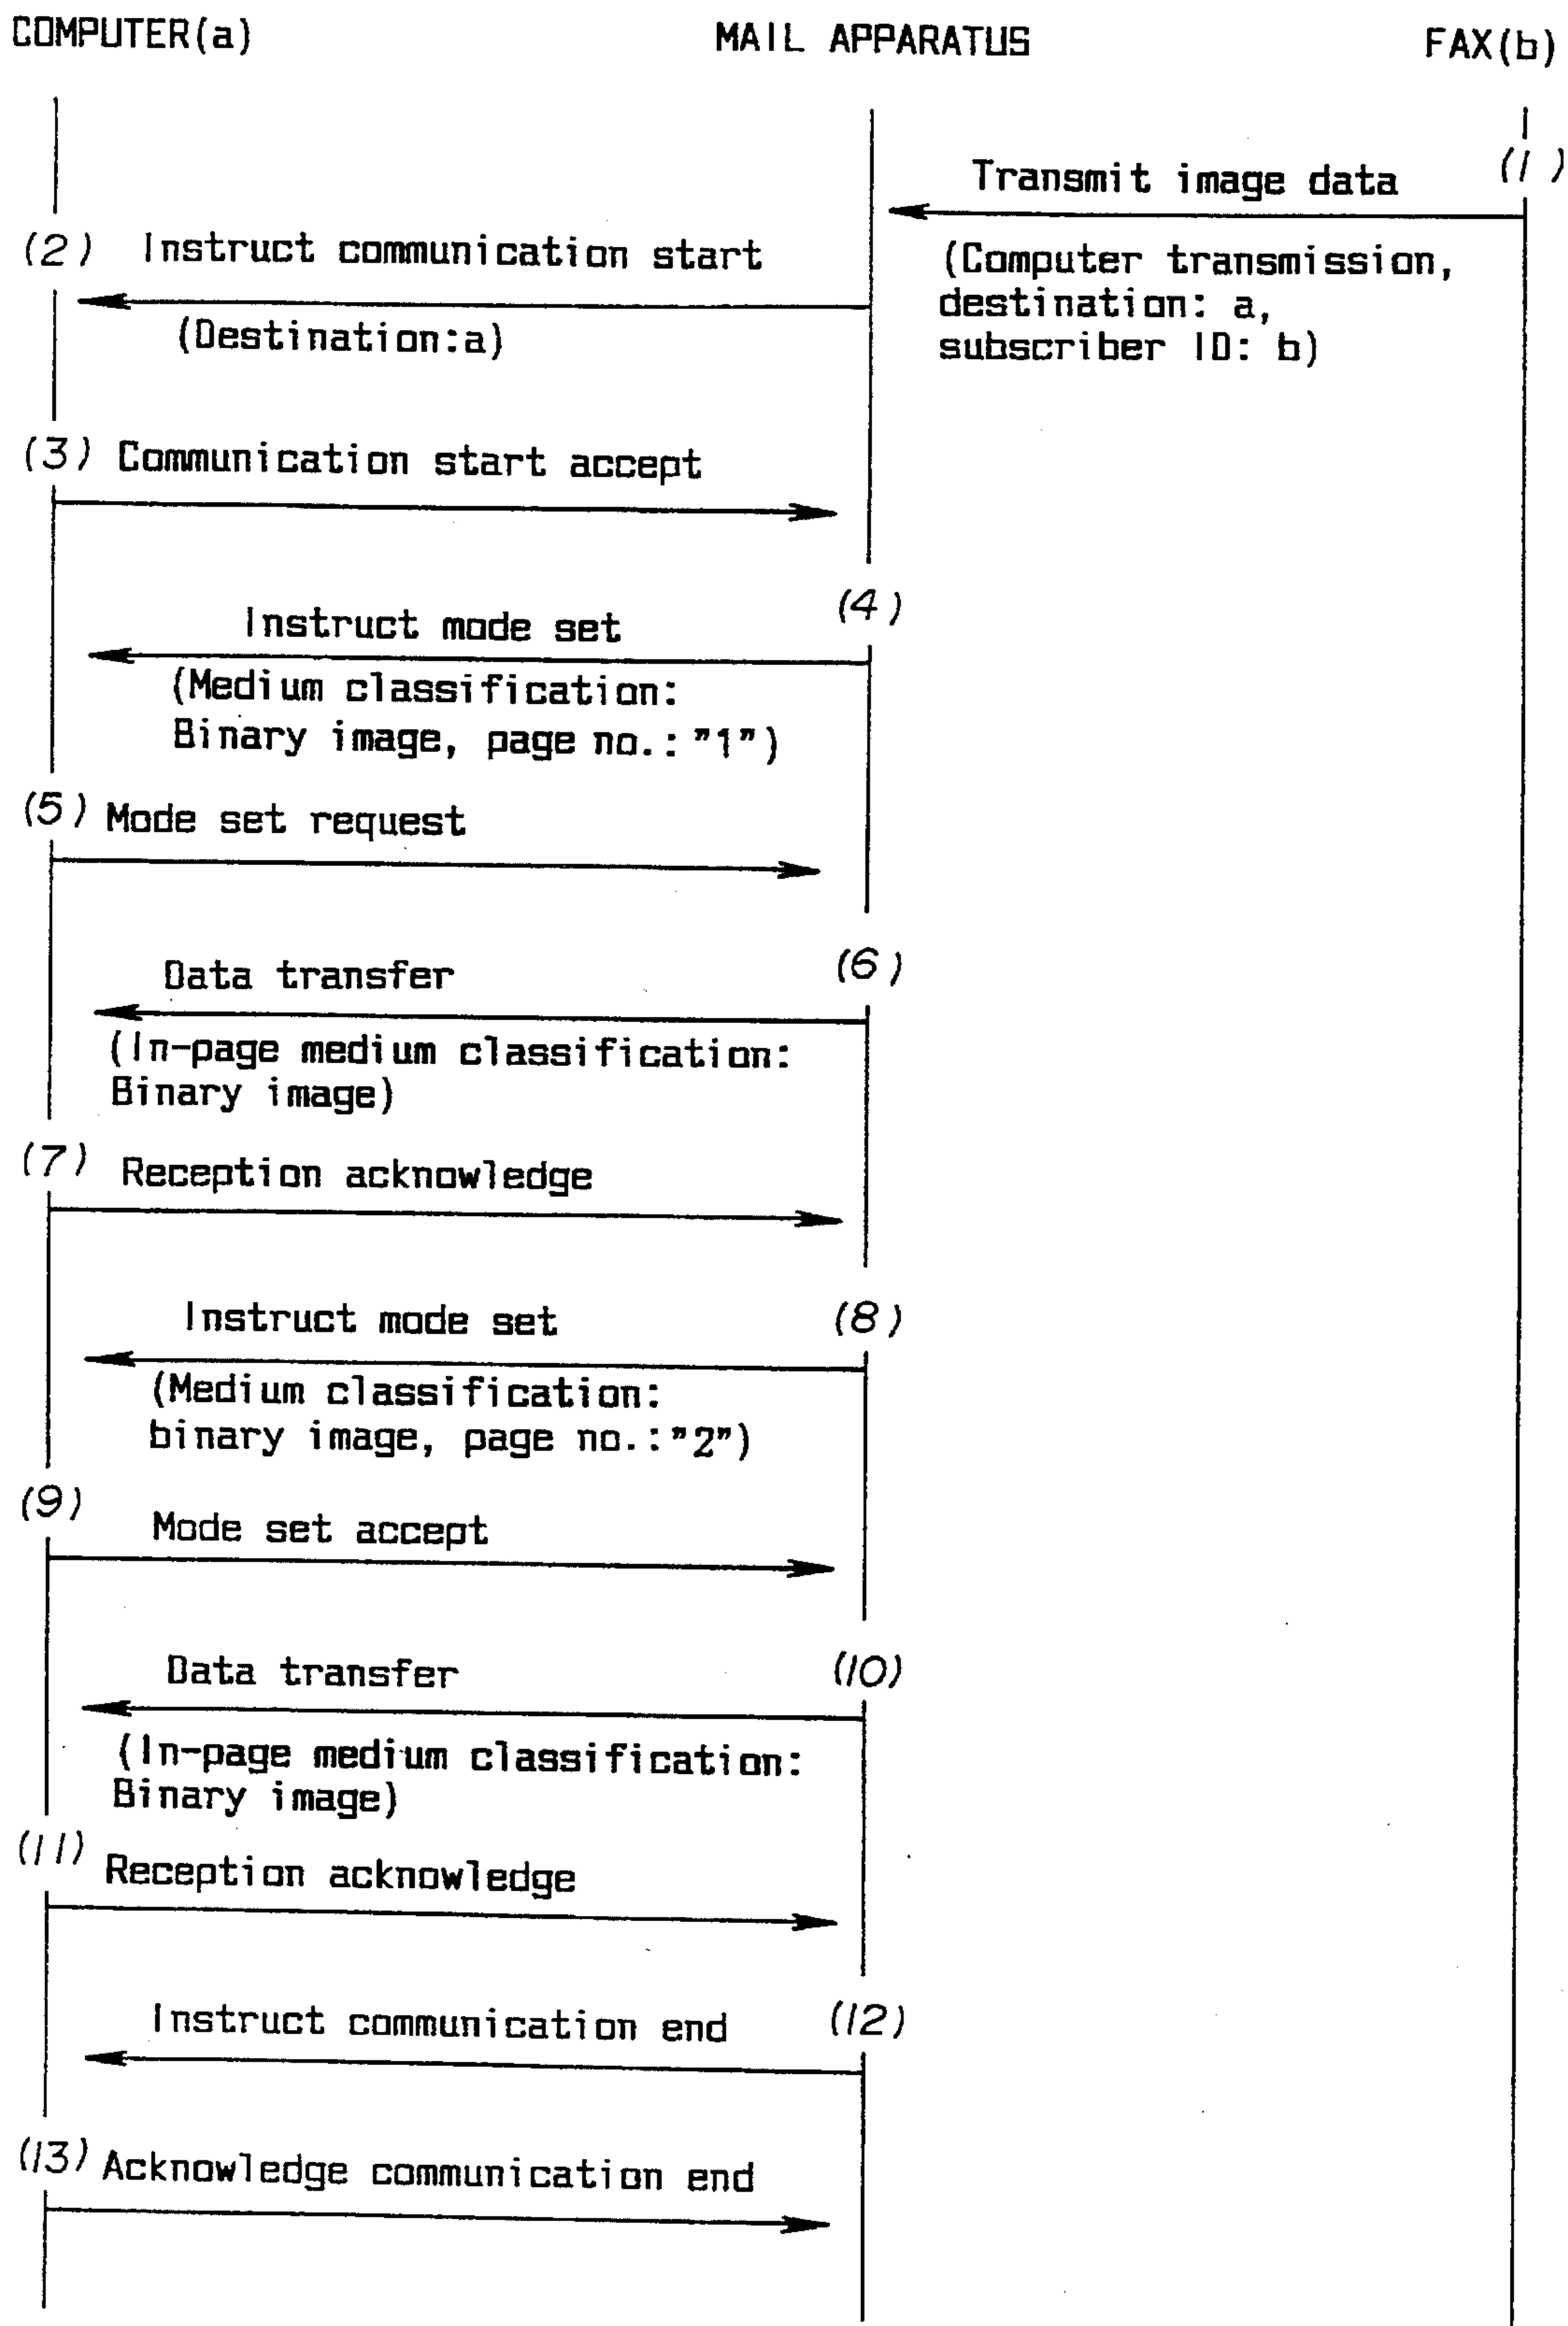 COMPUTER(a) MAIL APPARATUS FAX(b)
Transmit image data (1)
(Computer transmission,
destination: a,
subscriber ID: b)
(2) Instruct communication start
(Destination:a)
(3) Communication start accept
(4)
Instruct mode set
(Medium classification:
Binary image, page no.:"1")
(5) Mode set request
Data transfer (6)
(In-page medium classification:
Binary image)
(7) Reception acknowledge
Instruct mode set (8)
(Medium classification:
binary image, page no.:"2")
(9)
Mode set accept
Data transfer (10)
(In-page medium classification:
Binary image)
(11) Reception acknowledge
Instruct communication end (12)
(13) Acknowledge communication end